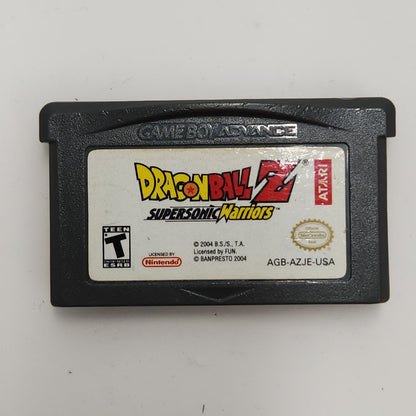 GAME BOY ADVANCE
DRAGON BALL Z
SUPERSONIC Warriors™
ATARI
TEEN
T
ESRB
LICENSED BY
Nintendo
© 2004 B.S./S., T.A.
Licensed by FUN.
© BANPRESTO 2004
AGB-AZJE-USA